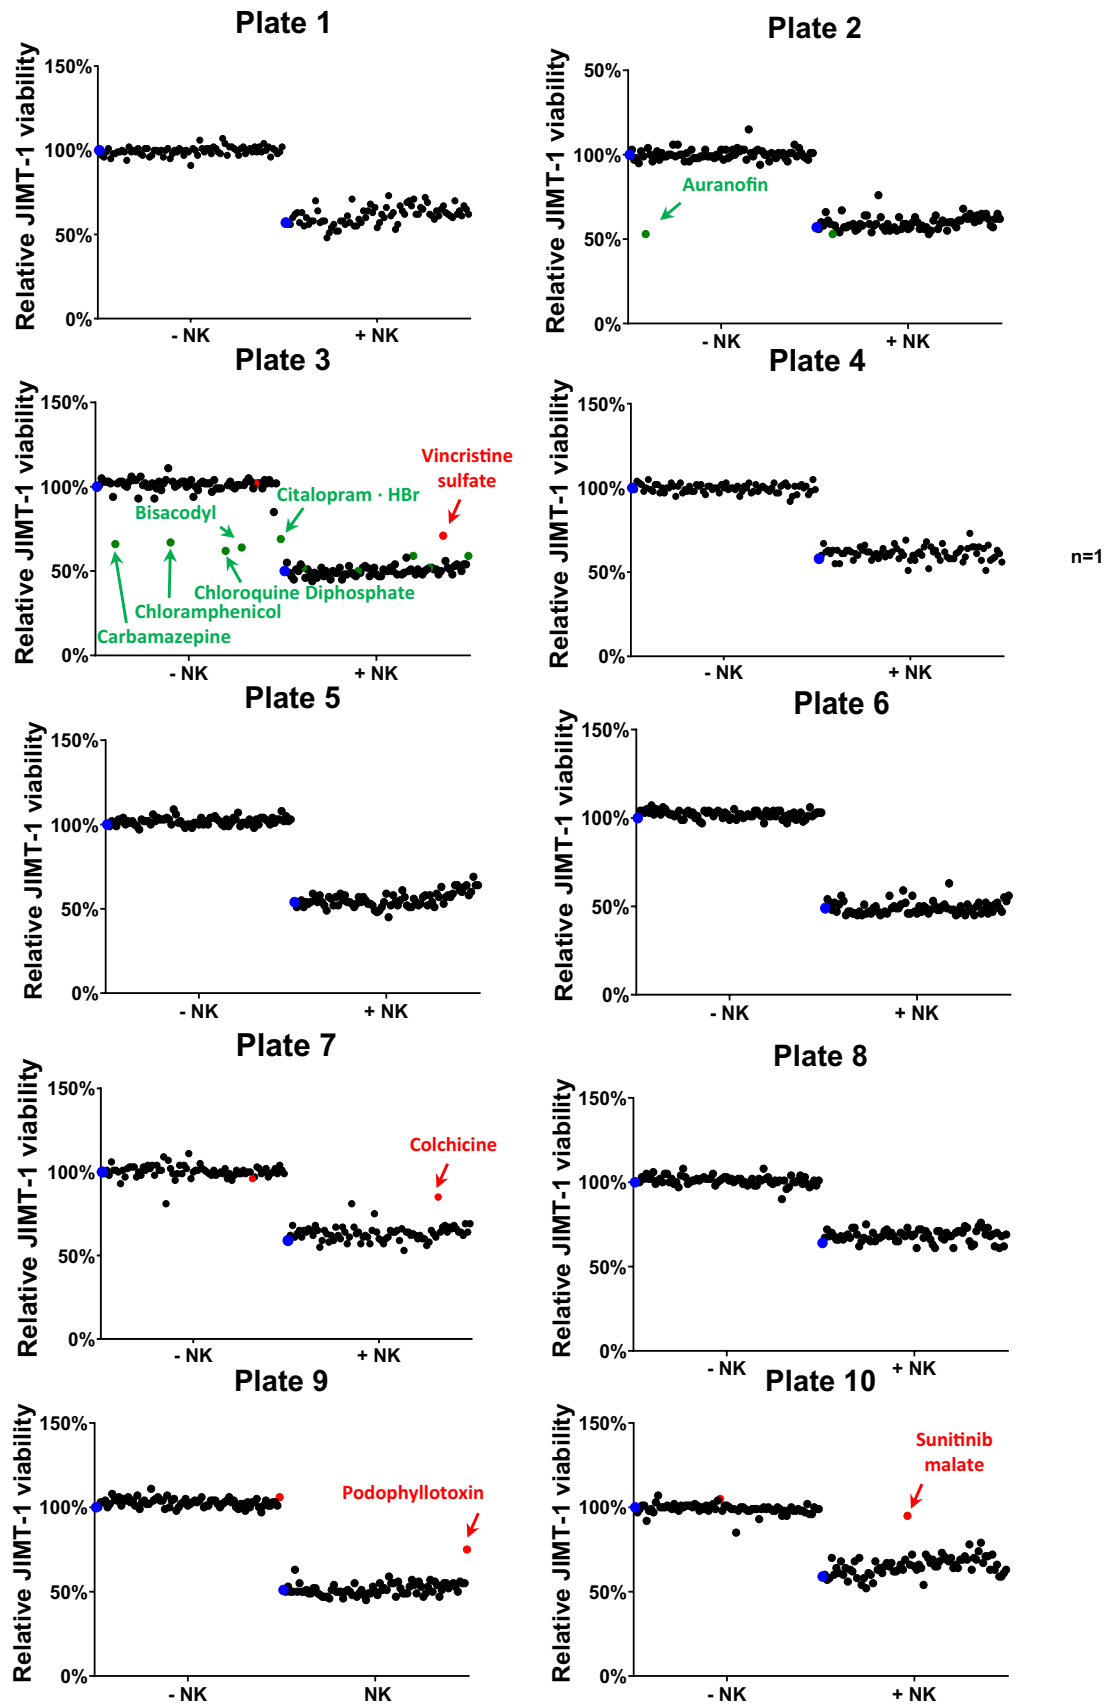 Plate 1
Relative JIMT-1 viability
150%
100%
50%
0%
- NK
+ NK
Plate 2
Relative JIMT-1 viability
50%
100%
50%
0%
Auranofin
- NK
+ NK
Plate 3
Relative JIMT-1 viability
150%
100%
50%
0%
Vincristine
sulfate
Citalopram · HBr
Bisacodyl
Chloroquine Diphosphate
Chloramphenicol
Carbamazepine
- NK
+ NK
Plate 4
Relative JIMT-1 viability
150%
100%
50%
0%
- NK
+ NK
n=1
Plate 5
Relative JIMT-1 viability
150%
100%
50%
0%
- NK
+ NK
Plate 6
Relative JIMT-1 viability
150%
100%
50%
0%
- NK
+ NK
Plate 7
Relative JIMT-1 viability
150%
100%
50%
0%
Colchicine
- NK
+ NK
Plate 8
Relative JIMT-1 viability
150%
100%
50%
0%
- NK
+ NK
Plate 9
Relative JIMT-1 viability
150%
100%
50%
0%
Podophyllotoxin
- NK
NK
Plate 10
Relative JIMT-1 viability
150%
100%
50%
0%
Sunitinib
malate
- NK
+ NK